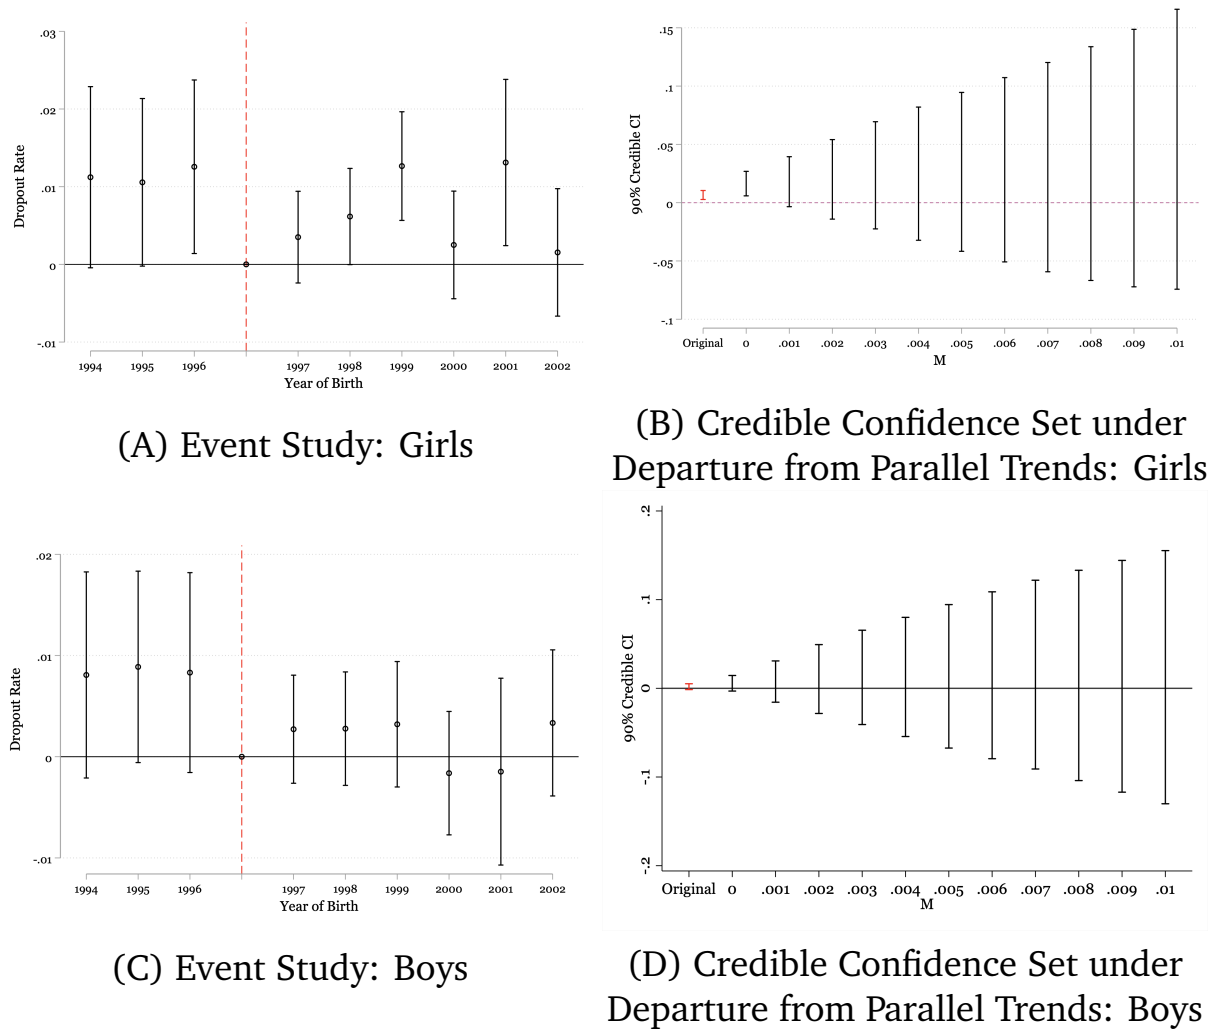 .03
.02
.01
0
-.01
Dropout Rate
1994 1995 1996 1997 1998 1999 2000 2001 2002
Year of Birth
(A) Event Study: Girls
.15
.1
.05
0
-.05
-.1
90% Credible CI
Original 0 .001 .002 .003 .004 .005 .006 .007 .008 .009 .01
M
(B) Credible Confidence Set under
Departure from Parallel Trends: Girls
.02
.01
0
-.01
Dropout Rate
1994 1995 1996 1997 1998 1999 2000 2001 2002
Year of Birth
(C) Event Study: Boys
.2
.1
0
-.1
-.2
90% Credible CI
Original 0 .001 .002 .003 .004 .005 .006 .007 .008 .009 .01
M
(D) Credible Confidence Set under
Departure from Parallel Trends: Boys